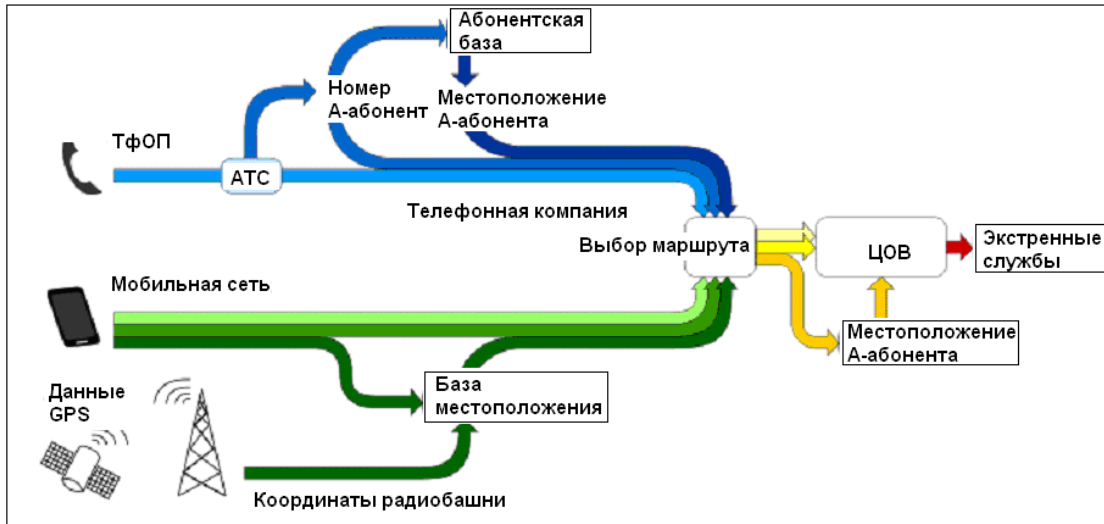 Абонентская
база
Номер
А-абонент
Местоположение
А-абонента
ТфОП
АТС
Телефонная компания
Выбор маршрута
ЦОВ
Экстренные
службы
Мобильная сеть
Местоположение
А-абонента
База
местоположения
Данные
GPS
Координаты радиобашни